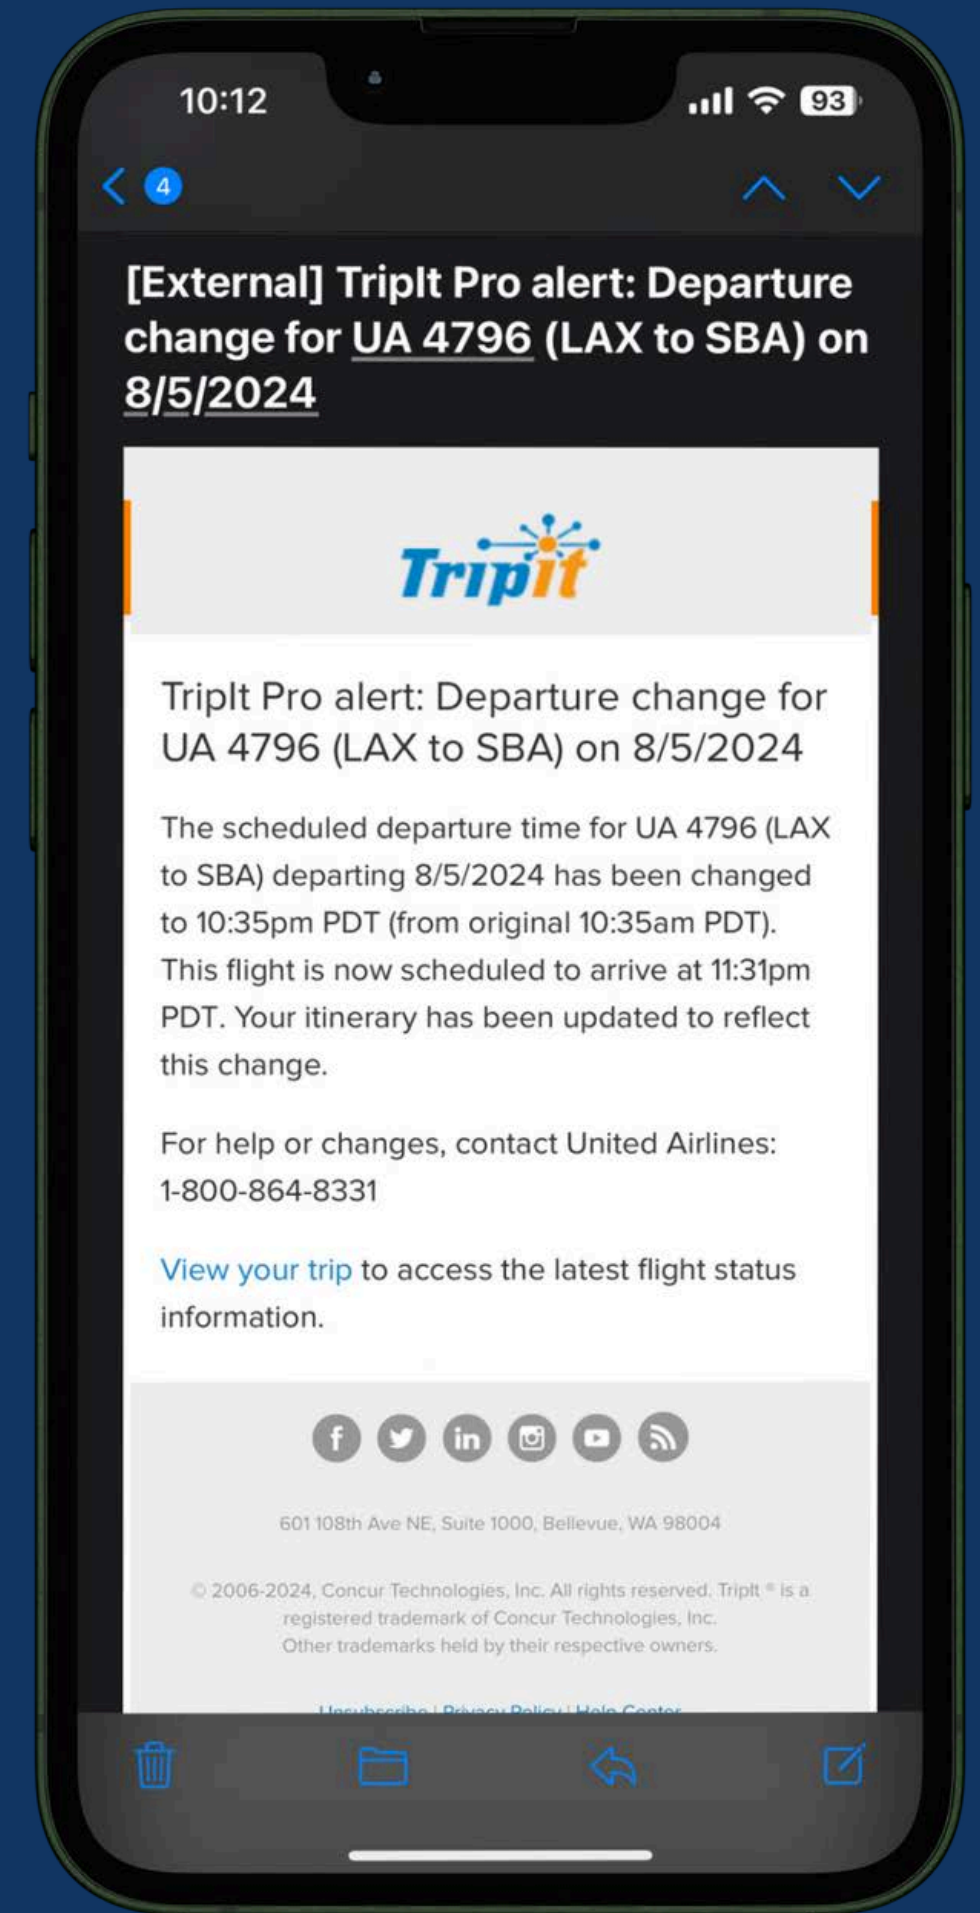 10:12
93
4
[External] TripIt Pro alert: Departure
change for UA 4796 (LAX to SBA) on
8/5/2024
TripIt
TripIt Pro alert: Departure change for
UA 4796 (LAX to SBA) on 8/5/2024
The scheduled departure time for UA 4796 (LAX
to SBA) departing 8/5/2024 has been changed
to 10:35pm PDT (from original 10:35am PDT).
This flight is now scheduled to arrive at 11:31pm
PDT. Your itinerary has been updated to reflect
this change.
For help or changes, contact United Airlines:
1-800-864-8331
View your trip to access the latest flight status
information.
f
in
601 108th Ave NE, Suite 1000, Bellevue, WA 98004
© 2006-2024, Concur Technologies, Inc. All rights reserved. TripIt ® is a
registered trademark of Concur Technologies, Inc.
Other trademarks held by their respective owners.
Unsubscribe | Privacy Policy | Help Center